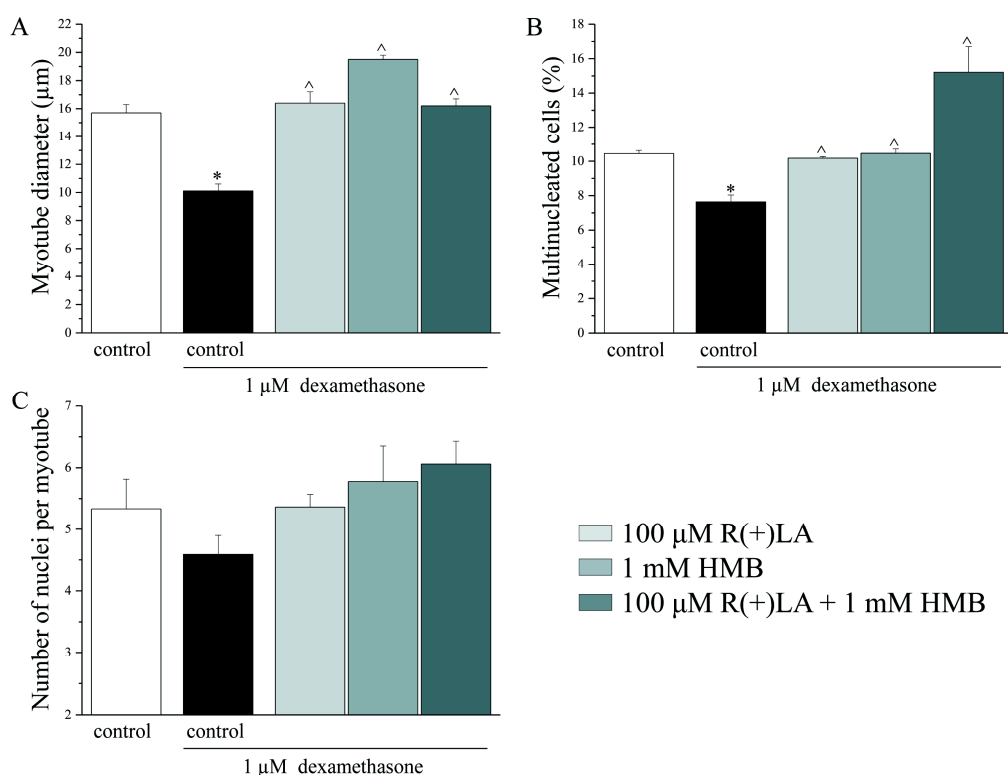 A
Myotube diameter (µm)
22
20
18
16
14
12
10
8
6
4
2
0
*
^
^
^
control
control
1 µM dexamethasone
B
Multinucleated cells (%)
18
16
14
12
10
8
6
4
2
0
*
^
^
^
control
control
1 µM dexamethasone
C
Number of nuclei per myotube
7
6
5
4
3
2
control
control
1 µM dexamethasone
100 µM R(+)LA
1 mM HMB
100 µM R(+)LA + 1 mM HMB